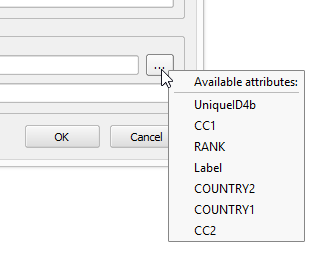 ...
Available attributes:
UniqueID4b
CC1
RANK
Label
COUNTRY2
COUNTRY1
CC2
OK
Cancel